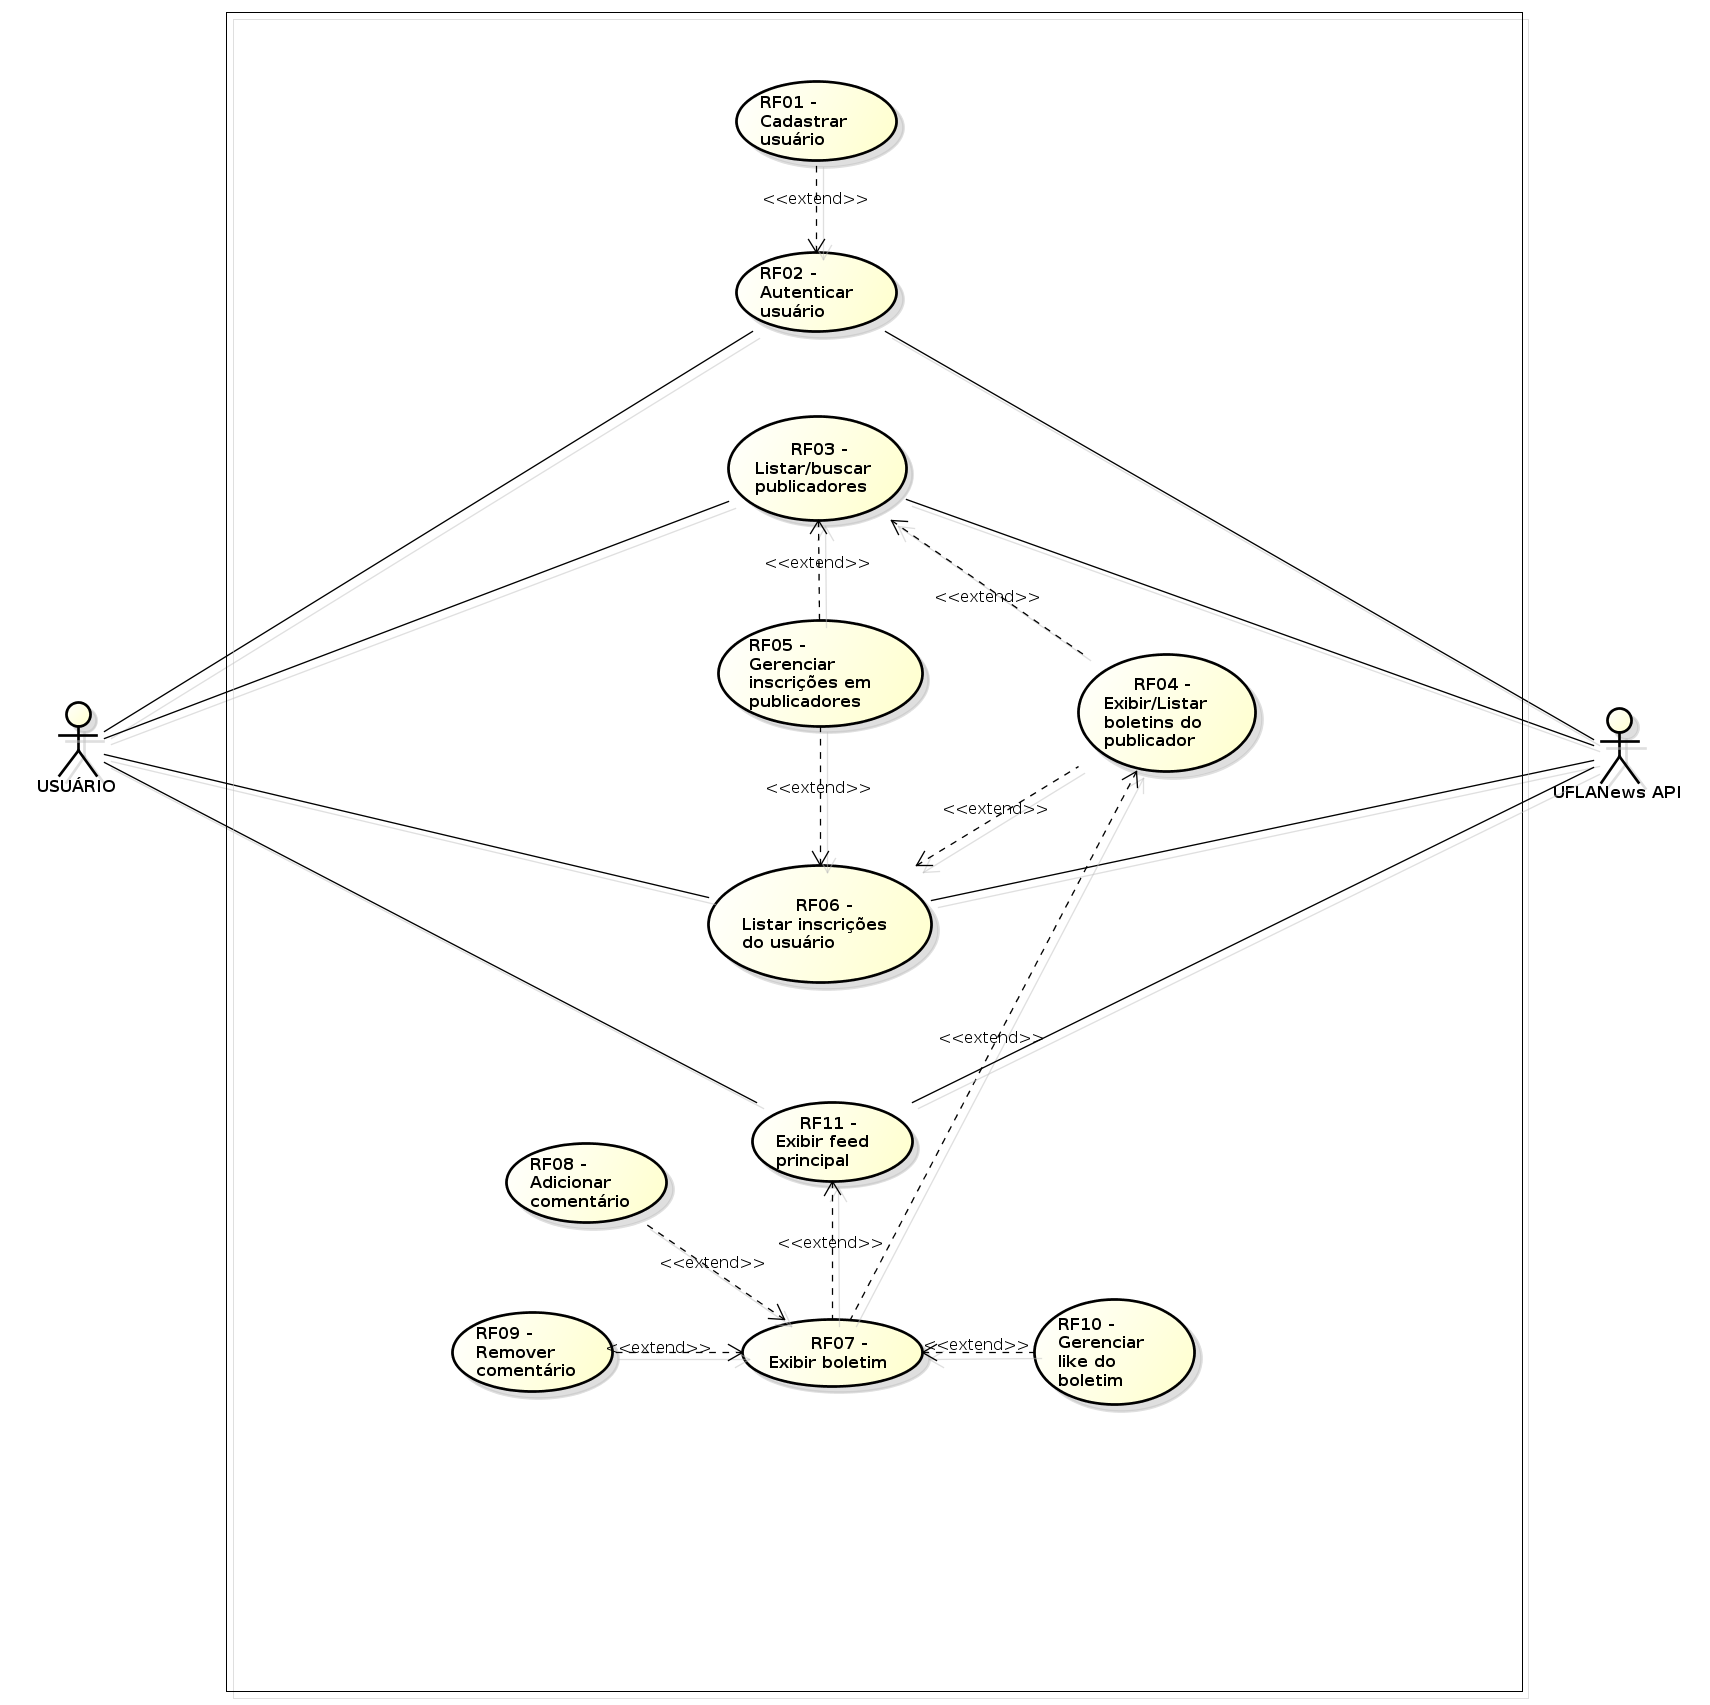 RF01 -
Cadastrar
usuário
<<extend>>
RF02 -
Autenticar
usuário
RF03 -
Listar/buscar
publicadores
<<extend>>
<<extend>>
RF05 -
Gerenciar
inscrições em
publicadores
RF04 -
Exibir/Listar
boletins do
publicador
USUÁRIO
UFLANews API
<<extend>>
<<extend>>
RF06 -
Listar inscrições
do usuário
<<extend>>
RF11 -
Exibir feed
principal
RF08 -
Adicionar
comentário
<<extend>>
<<extend>>
RF09 -
Remover
comentário
<<extend>>
RF07 -
Exibir boletim
<<extend>>
RF10 -
Gerenciar
like do
boletim